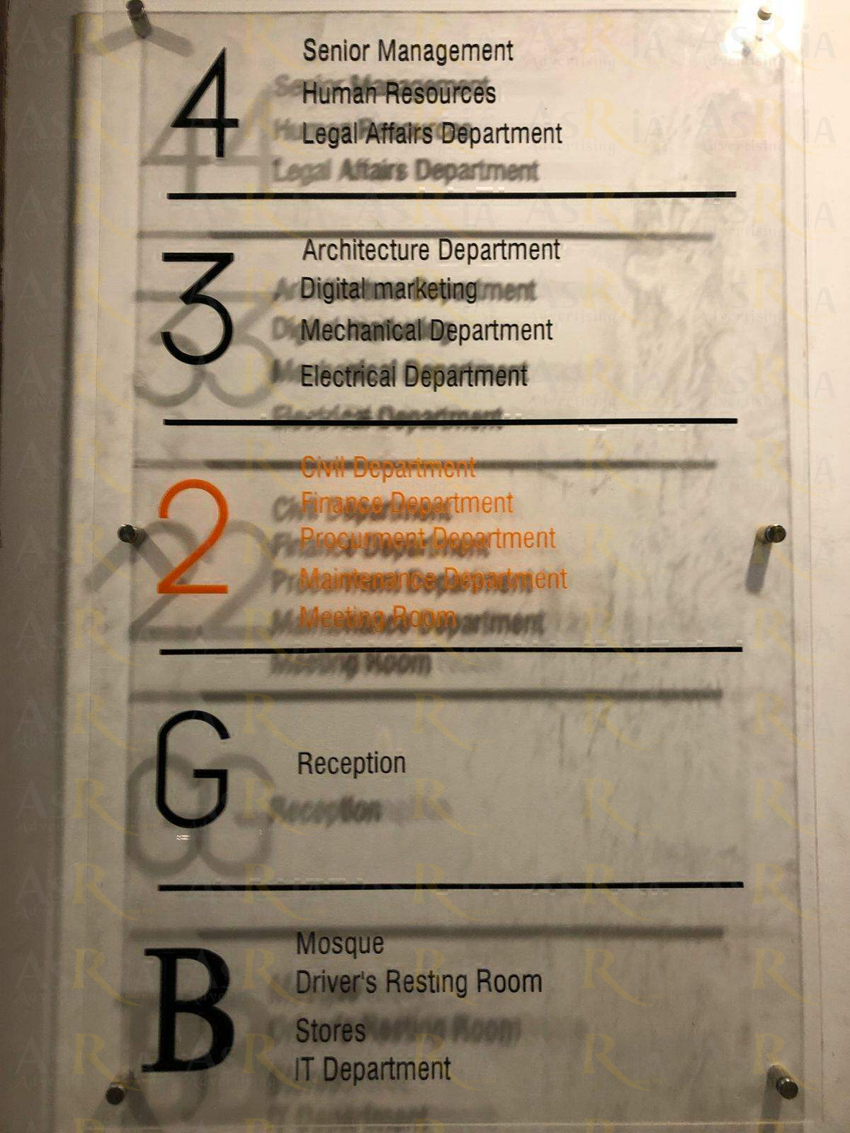 4
Senior Management
Human Resources
Legal Affairs Department
3
Architecture Department
Digital marketing
Mechanical Department
Electrical Department
2
Civil Department
Finance Department
Procurment Department
Maintenance Department
Meeting Room
G
Reception
B
Mosque
Driver's Resting Room
Stores
IT Department